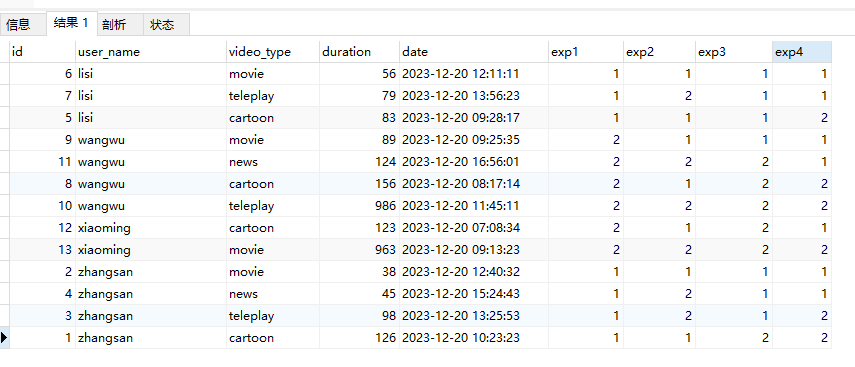 信息 结果 1 剖析 状态
id user_name video_type duration date exp1 exp2 exp3 exp4
6 lisi movie 56 2023-12-20 12:11:11 1 1 1 1
7 lisi teleplay 79 2023-12-20 13:56:23 1 2 1 1
5 lisi cartoon 83 2023-12-20 09:28:17 1 1 1 2
9 wangwu movie 89 2023-12-20 09:25:35 2 1 1 1
11 wangwu news 124 2023-12-20 16:56:01 2 2 2 1
8 wangwu cartoon 156 2023-12-20 08:17:14 2 1 2 2
10 wangwu teleplay 986 2023-12-20 11:45:11 2 2 2 2
12 xiaoming cartoon 123 2023-12-20 07:08:34 2 1 2 1
13 xiaoming movie 963 2023-12-20 09:13:23 2 2 2 2
2 zhangsan movie 38 2023-12-20 12:40:32 1 1 1 1
4 zhangsan news 45 2023-12-20 15:24:43 1 2 1 1
3 zhangsan teleplay 98 2023-12-20 13:25:53 1 2 1 2
1 zhangsan cartoon 126 2023-12-20 10:23:23 1 1 2 2